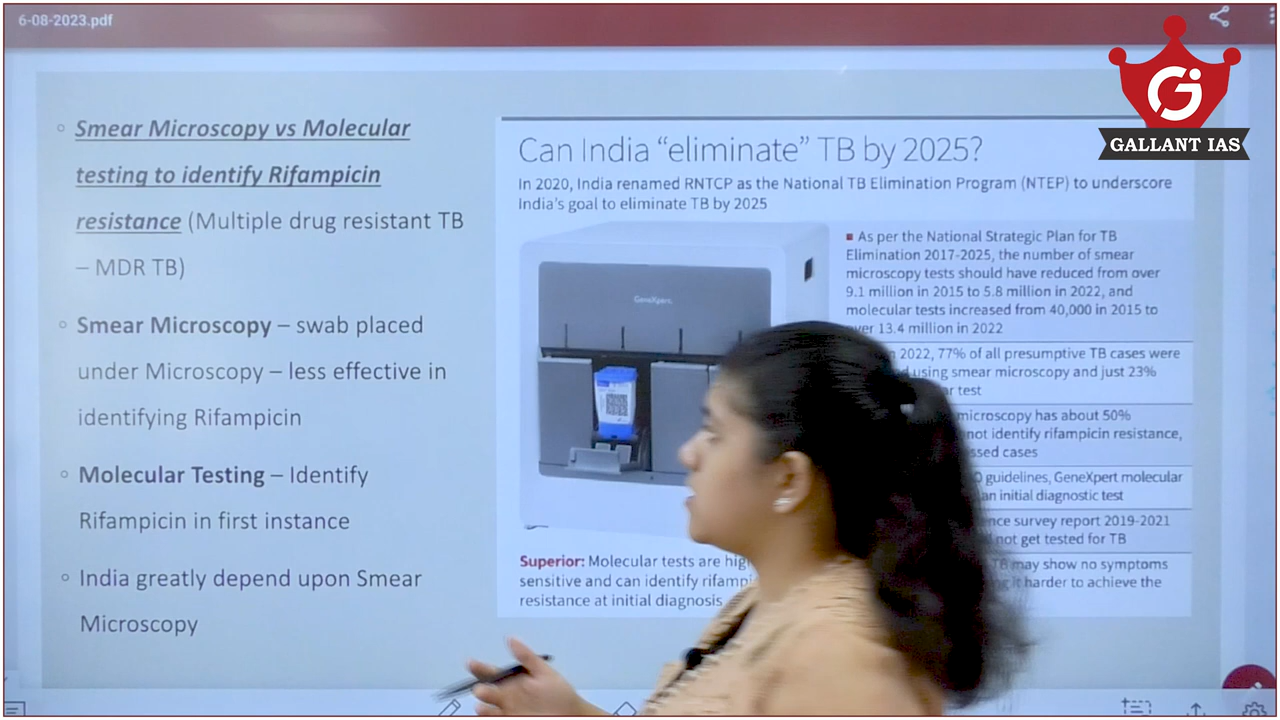 6-08-2023.pdf
GALLANT IAS
Smear Microscopy vs Molecular
testing to identify Rifampicin
resistance (Multiple drug resistant TB
– MDR TB)
Smear Microscopy – swab placed
under Microscopy – less effective in
identifying Rifampicin
Molecular Testing – Identify
Rifampicin in first instance
India greatly depend upon Smear
Microscopy
Can India “eliminate” TB by 2025?
In 2020, India renamed RNTCP as the National TB Elimination Program (NTEP) to underscore
India’s goal to eliminate TB by 2025
GeneXpert
As per the National Strategic Plan for TB
Elimination 2017-2025, the number of smear
microscopy tests should have reduced from over
9.1 million in 2015 to 5.8 million in 2022, and
molecular tests increased from 40,000 in 2015 to
over 13.4 million in 2022
2022, 77% of all presumptive TB cases were
using smear microscopy and just 23%
test
microscopy has about 50%
not identify rifampicin resistance,
cases
guidelines, GeneXpert molecular
an initial diagnostic test
survey report 2019-2021
not get tested for TB
TB may show no symptoms
it harder to achieve the
Superior: Molecular tests are
sensitive and can identify
resistance at initial diagnosis